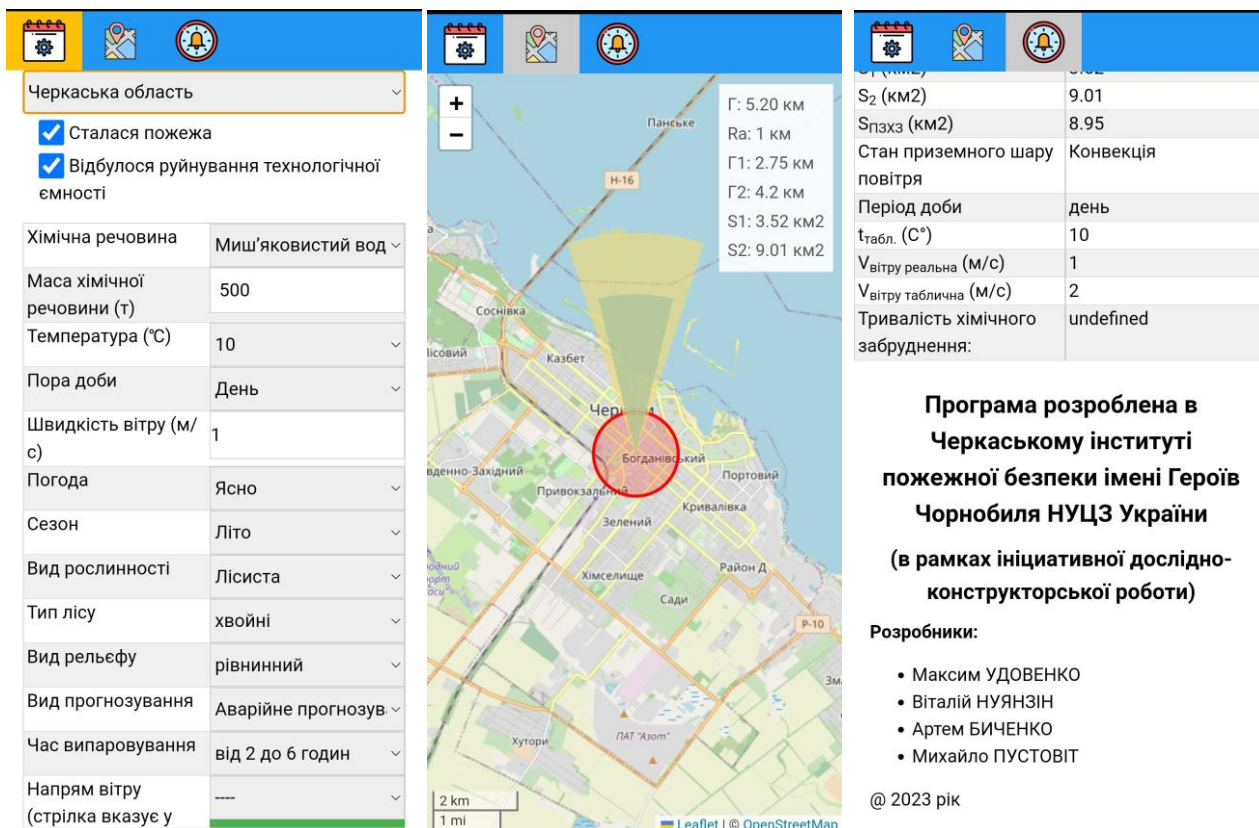 Черкаська область
Сталася пожежа
Відбулося руйнування технологічної
ємності
Хімічна речовина
Миш’яковистий вод
Маса хімічної
речовини (т)
500
Температура (℃)
10
Пора доби
День
Швидкість вітру (м/
с)
1
Погода
Ясно
Сезон
Літо
Вид рослинності
Лісиста
Тип лісу
хвойні
Вид рельєфу
рівнинний
Вид прогнозування
Аварійне прогнозув
Час випаровування
від 2 до 6 годин
Напрям вітру
(стрілка вказує у
----
+
−
Г: 5.20 км
Ra: 1 км
Г1: 2.75 км
Г2: 4.2 км
S1: 3.52 км2
S2: 9.01 км2
Панське
Н-16
Соснівка
Казбет
Богданівський
Портовий
Привокзальний
Кривалівка
Зелений
Хімселище
Район Д
Сади
Р-10
ПАТ "Азот"
Хутори
2 km
1 mi
Leaflet | © OpenStreetMap
S₂ (км2) 9.01
Sпзхз (км2) 8.95
Стан приземного шару
повітря
Конвекція
Період доби день
tтабл. (С°) 10
Vвітру реальна (м/с) 1
Vвітру таблична (м/с) 2
Тривалість хімічного
забруднення:
undefined
Програма розроблена в
Черкаському інституті
пожежної безпеки імені Героїв
Чорнобиля НУЦЗ України
(в рамках ініціативної дослідно-
конструкторської роботи)
Розробники:
• Максим УДОВЕНКО
• Віталій НУЯНЗІН
• Артем БИЧЕНКО
• Михайло ПУСТОВІТ
@ 2023 рік